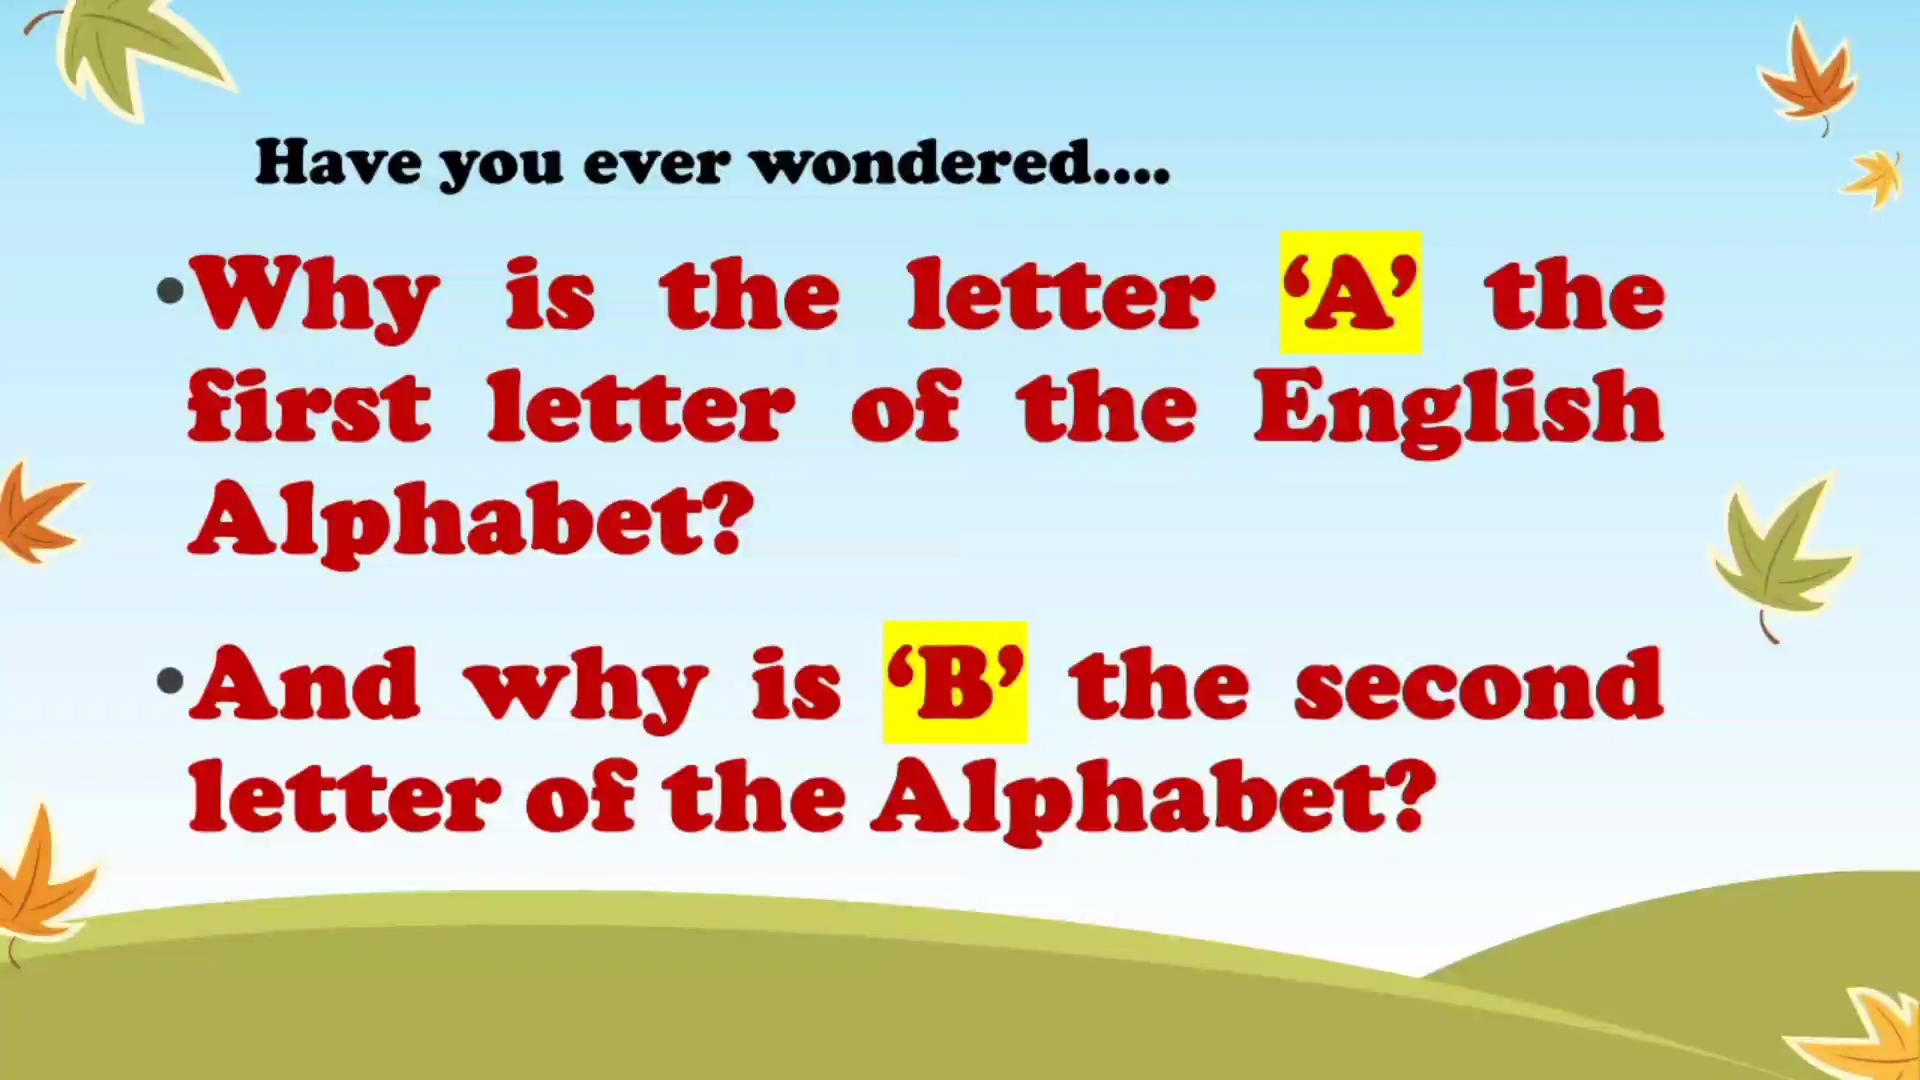 Have you ever wondered....
•Why is the letter ‘A’ the
first letter of the English
Alphabet?
•And why is ‘B’ the second
letter of the Alphabet?